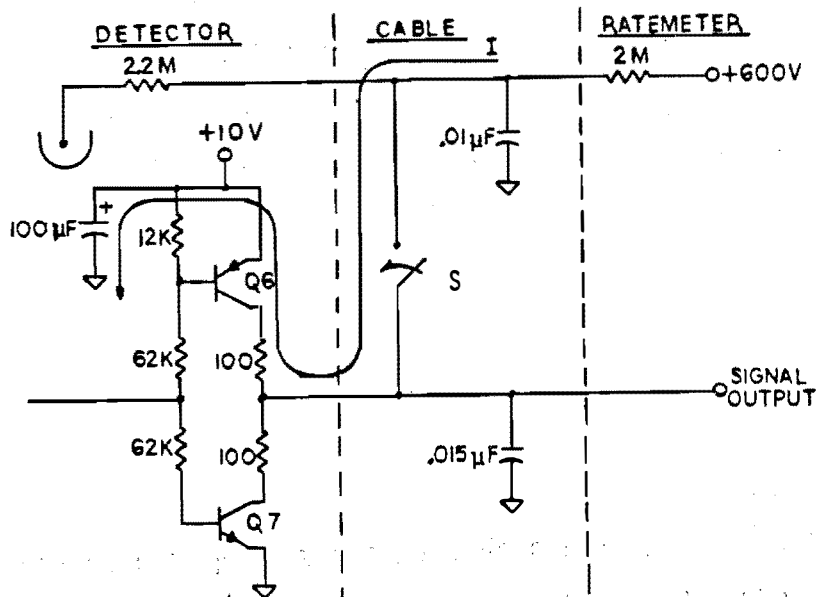 DETECTOR
CABLE
RATEMETER
I
2.2M
2M
+600V
+10V
.01µF
100µF
+
12K
Q6
S
62K
100
SIGNAL
OUTPUT
62K
100
.015µF
Q7